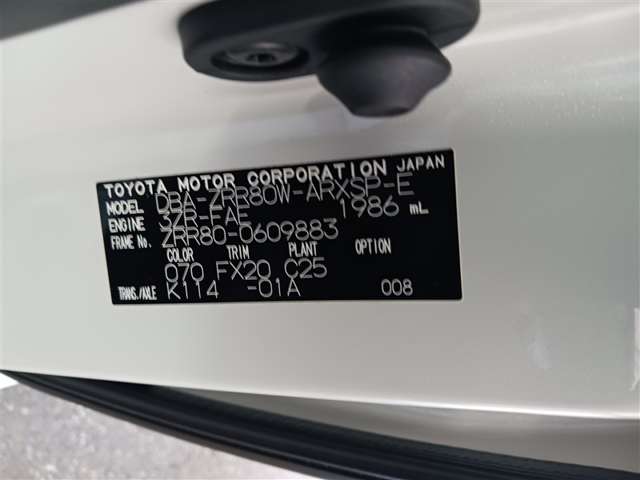 TOYOTA MOTOR CORPORATION JAPAN
MODEL DBA-ZRR80W-ARXSP-E
ENGINE 3ZR-FAE 1986 mL
FRAME No. ZRR80-0609883
COLOR TRIM PLANT OPTION
070 FX20 C25
TRANS./AXLE K114 -01A 008